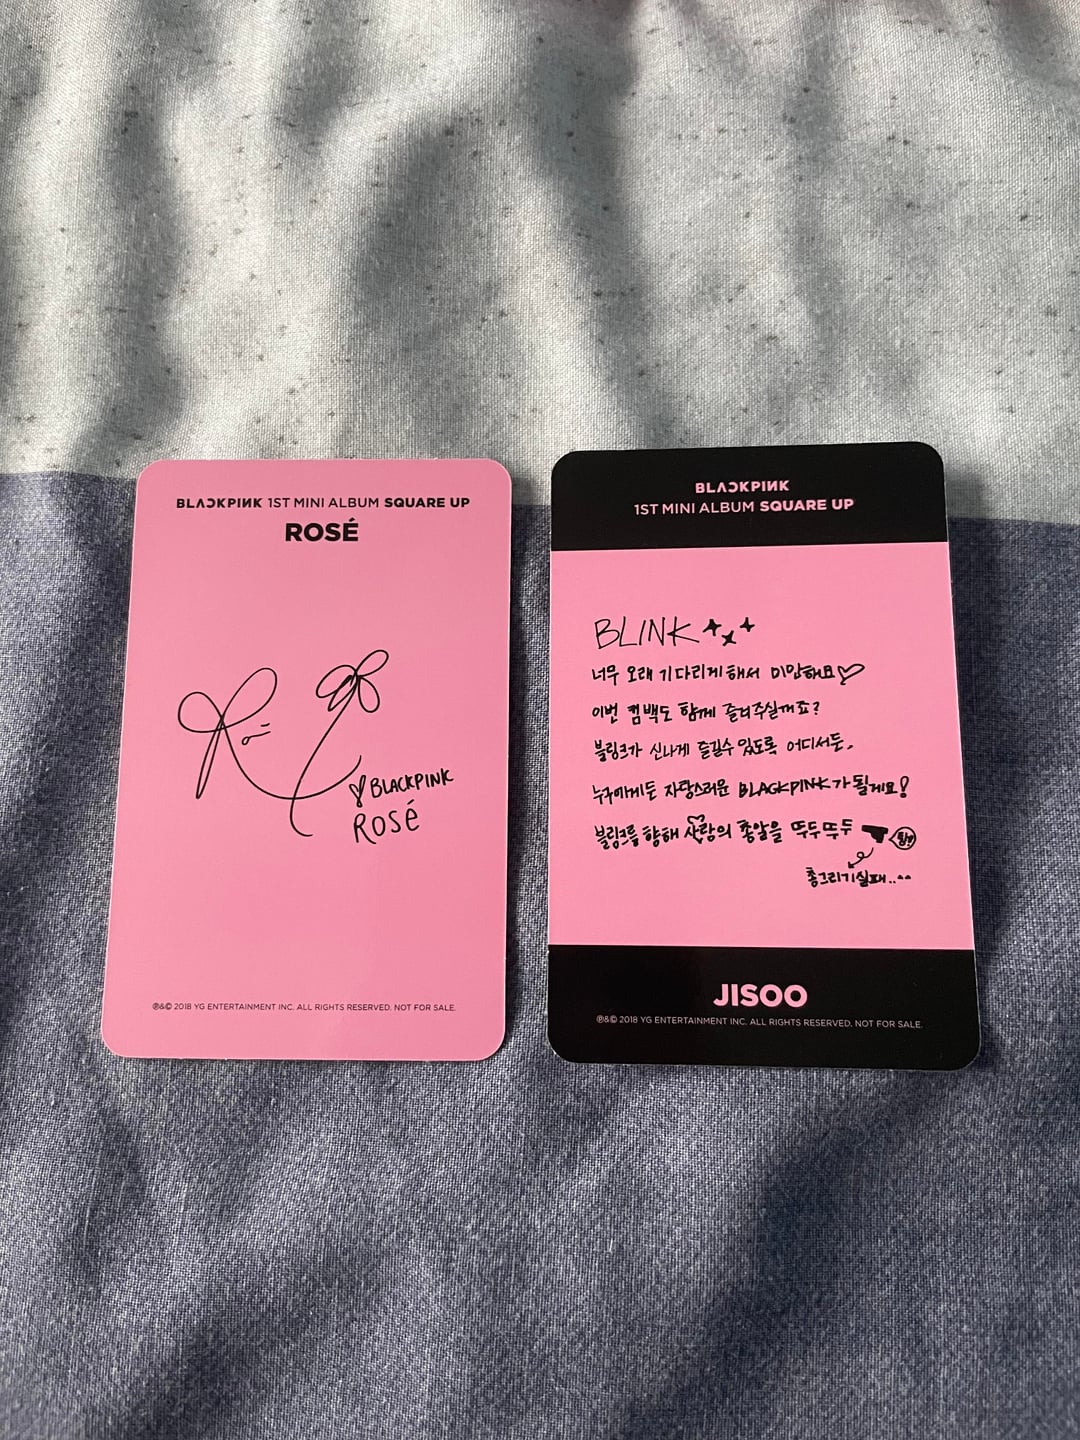 BLACKPINK 1ST MINI ALBUM SQUARE UP
ROSÉ
BLACKPINK
ROSÉ
℗&© 2018 YG ENTERTAINMENT INC. ALL RIGHTS RESERVED. NOT FOR SALE.
BLACKPINK
1ST MINI ALBUM SQUARE UP
BLINK
너무 오래 기다리게 해서 미안해요
이번 컴백도 함께 즐겨주실꺼죠?
블링크가 신나게 즐길수 있도록 어디서든,
누구에게든 자랑스러운 BLACKPINK가 될게요!
블링크를 향해 사랑의 총알을 뚜두뚜두
총그리기실패..^^
JISOO
℗&© 2018 YG ENTERTAINMENT INC. ALL RIGHTS RESERVED. NOT FOR SALE.